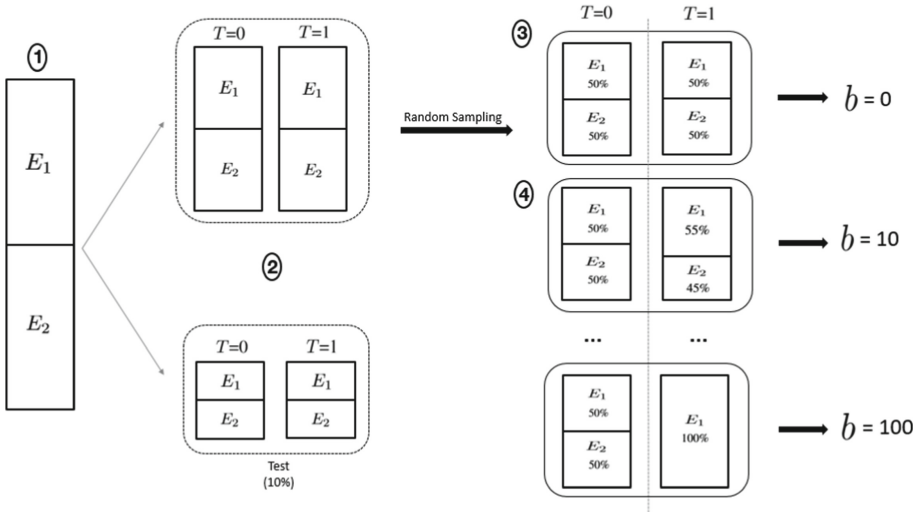 ①
E₁
E₂
T=0 T=1
E₁ E₁
E₂ E₂
②
T=0 T=1
E₁ E₁
E₂ E₂
Test
(10%)
Random Sampling
T=0 T=1
③
E₁ E₁
50% 50%
E₂ E₂
50% 50%
b = 0
④
E₁ E₁
50% 55%
E₂ E₂
50% 45%
b = 10
... ...
E₁
50%
E₂
50%
E₁
100%
b = 100